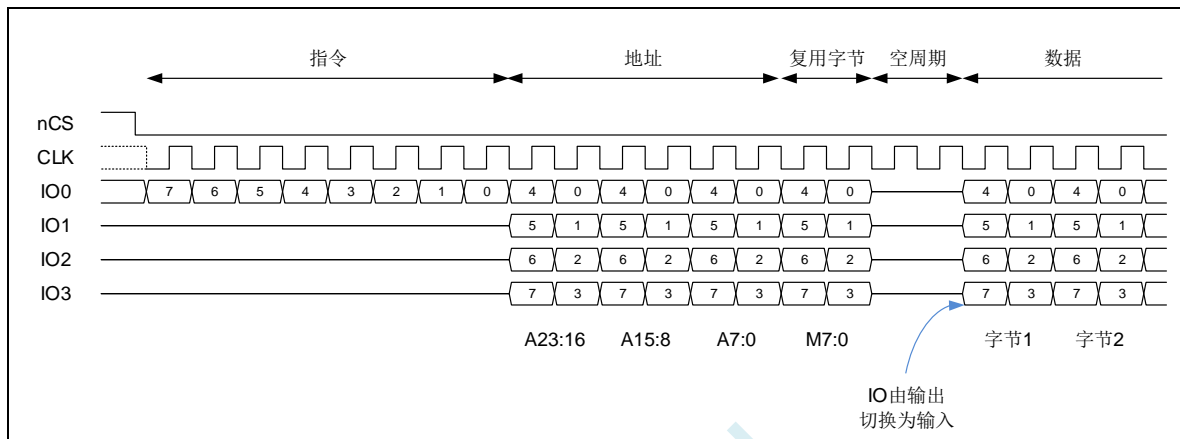 指令 地址 复用字节 空周期 数据
nCS
CLK
IO0 7 6 5 4 3 2 1 0 4 0 4 0 4 0 4 0 4 0 4 0
IO1 5 1 5 1 5 1 5 1 5 1 5 1
IO2 6 2 6 2 6 2 6 2 6 2 6 2
IO3 7 3 7 3 7 3 7 3 7 3 7 3
A23:16 A15:8 A7:0 M7:0 字节1 字节2
IO由输出
切换为输入